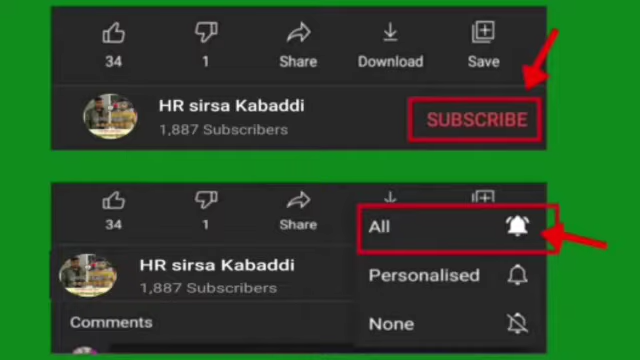 34 1 Share Download Save
HR sirsa Kabaddi
1,887 Subscribers
SUBSCRIBE
34 1 Share
All
HR sirsa Kabaddi
Personalised
1,887 Subscribers
Comments
None